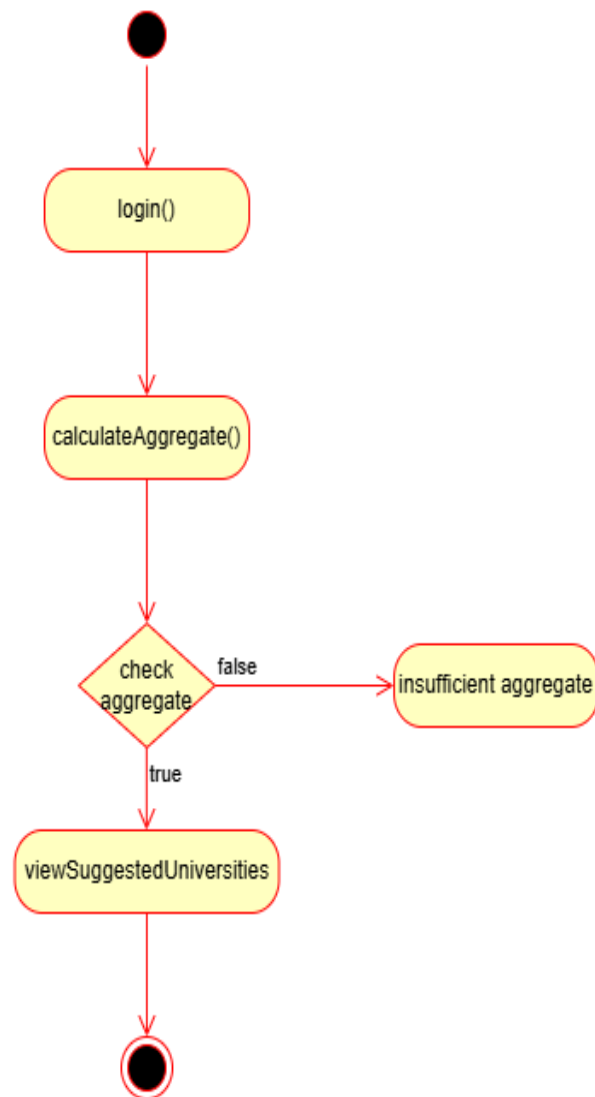 login()
calculateAggregate()
check
aggregate
false
insufficient aggregate
true
viewSuggestedUniversities